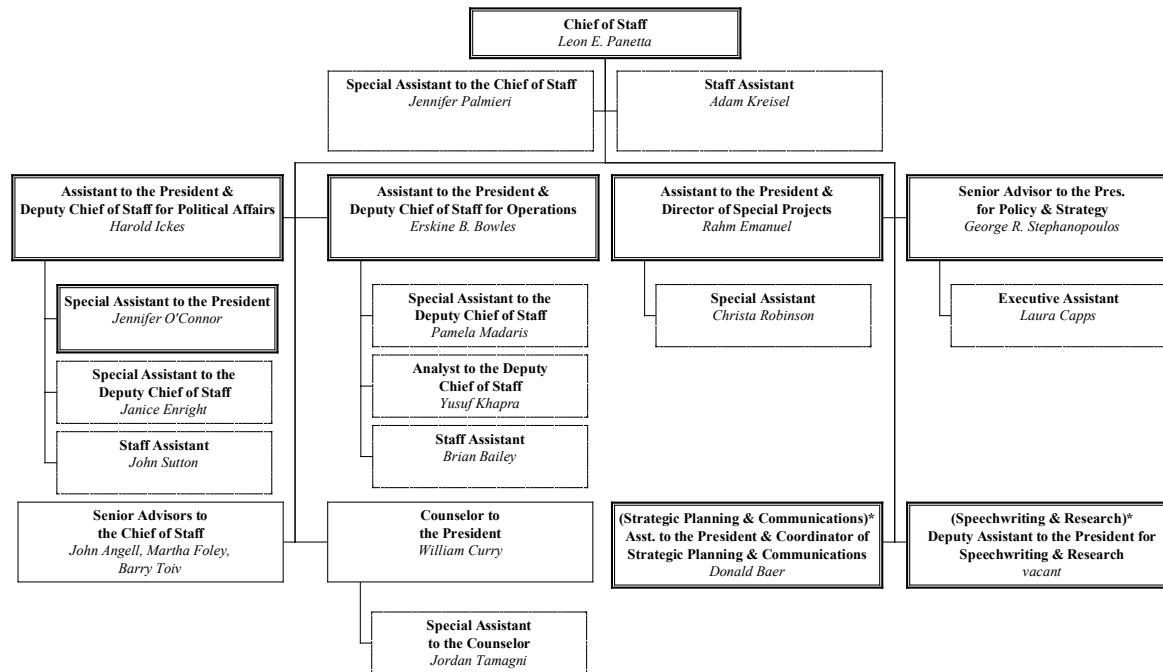 Chief of Staff
Leon E. Panetta
Special Assistant to the Chief of Staff
Jennifer Palmieri
Staff Assistant
Adam Kreisel
Assistant to the President &
Deputy Chief of Staff for Political Affairs
Harold Ickes
Assistant to the President &
Deputy Chief of Staff for Operations
Erskine B. Bowles
Assistant to the President &
Director of Special Projects
Rahm Emanuel
Senior Advisor to the Pres.
for Policy & Strategy
George R. Stephanopoulos
Special Assistant to the President
Jennifer O'Connor
Special Assistant to the
Deputy Chief of Staff
Pamela Madaris
Special Assistant
Christa Robinson
Executive Assistant
Laura Capps
Special Assistant to the
Deputy Chief of Staff
Janice Enright
Analyst to the Deputy
Chief of Staff
Yusuf Khapra
Staff Assistant
John Sutton
Staff Assistant
Brian Bailey
Senior Advisors to
the Chief of Staff
John Angell, Martha Foley,
Barry Toiv
Counselor to
the President
William Curry
(Strategic Planning & Communications)*
Asst. to the President & Coordinator of
Strategic Planning & Communications
Donald Baer
(Speechwriting & Research)*
Deputy Assistant to the President for
Speechwriting & Research
vacant
Special Assistant
to the Counselor
Jordan Tamagni